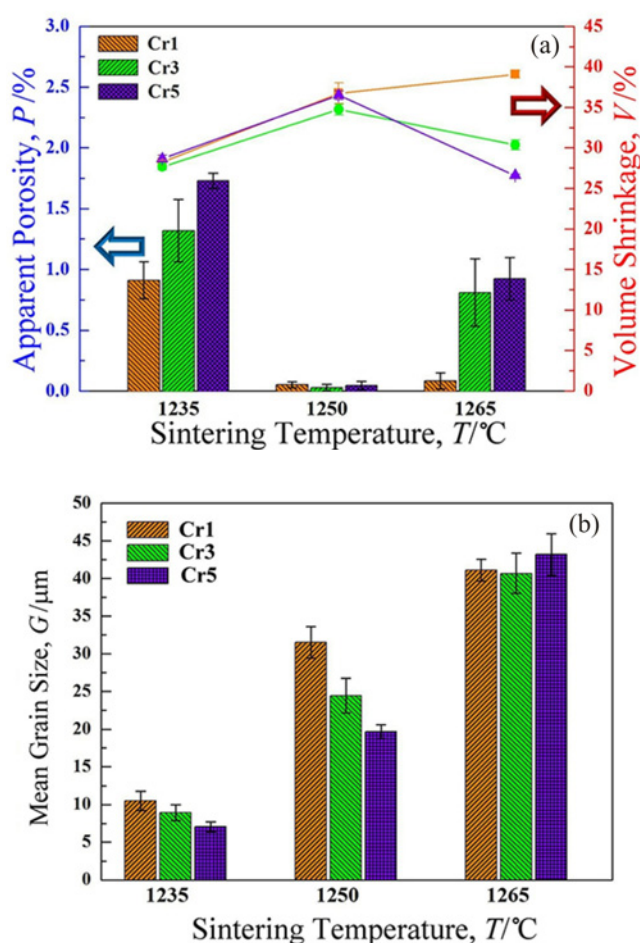 (a)
Cr1
Cr3
Cr5
Apparent Porosity, P/%
3.0
2.5
2.0
1.5
1.0
0.5
0.0
Volume Shrinkage, V/%
45
40
35
30
25
20
15
10
5
0
1235 1250 1265
Sintering Temperature, T/℃
(b)
Cr1
Cr3
Cr5
Mean Grain Size, G/μm
50
45
40
35
30
25
20
15
10
5
0
1235 1250 1265
Sintering Temperature, T/℃